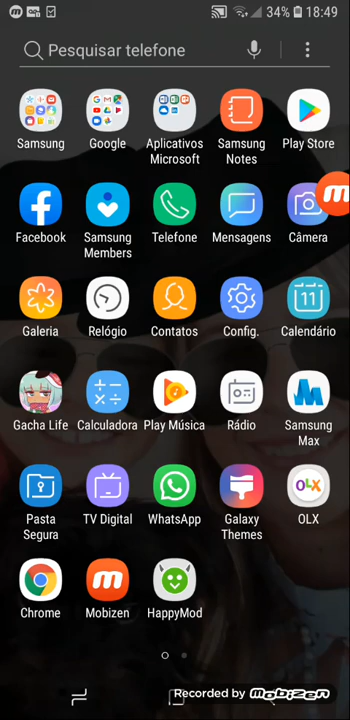 34% 18:49
Pesquisar telefone
Samsung
Google
Aplicativos
Microsoft
Samsung
Notes
Play Store
Facebook
Samsung
Members
Telefone
Mensagens
Câmera
Galeria
Relógio
Contatos
Config.
11
Calendário
Gacha Life
Calculadora
Play Música
Rádio
Samsung
Max
Pasta
Segura
TV Digital
WhatsApp
Galaxy
Themes
OLX
OLX
Chrome
Mobizen
HappyMod
Recorded by mobizen